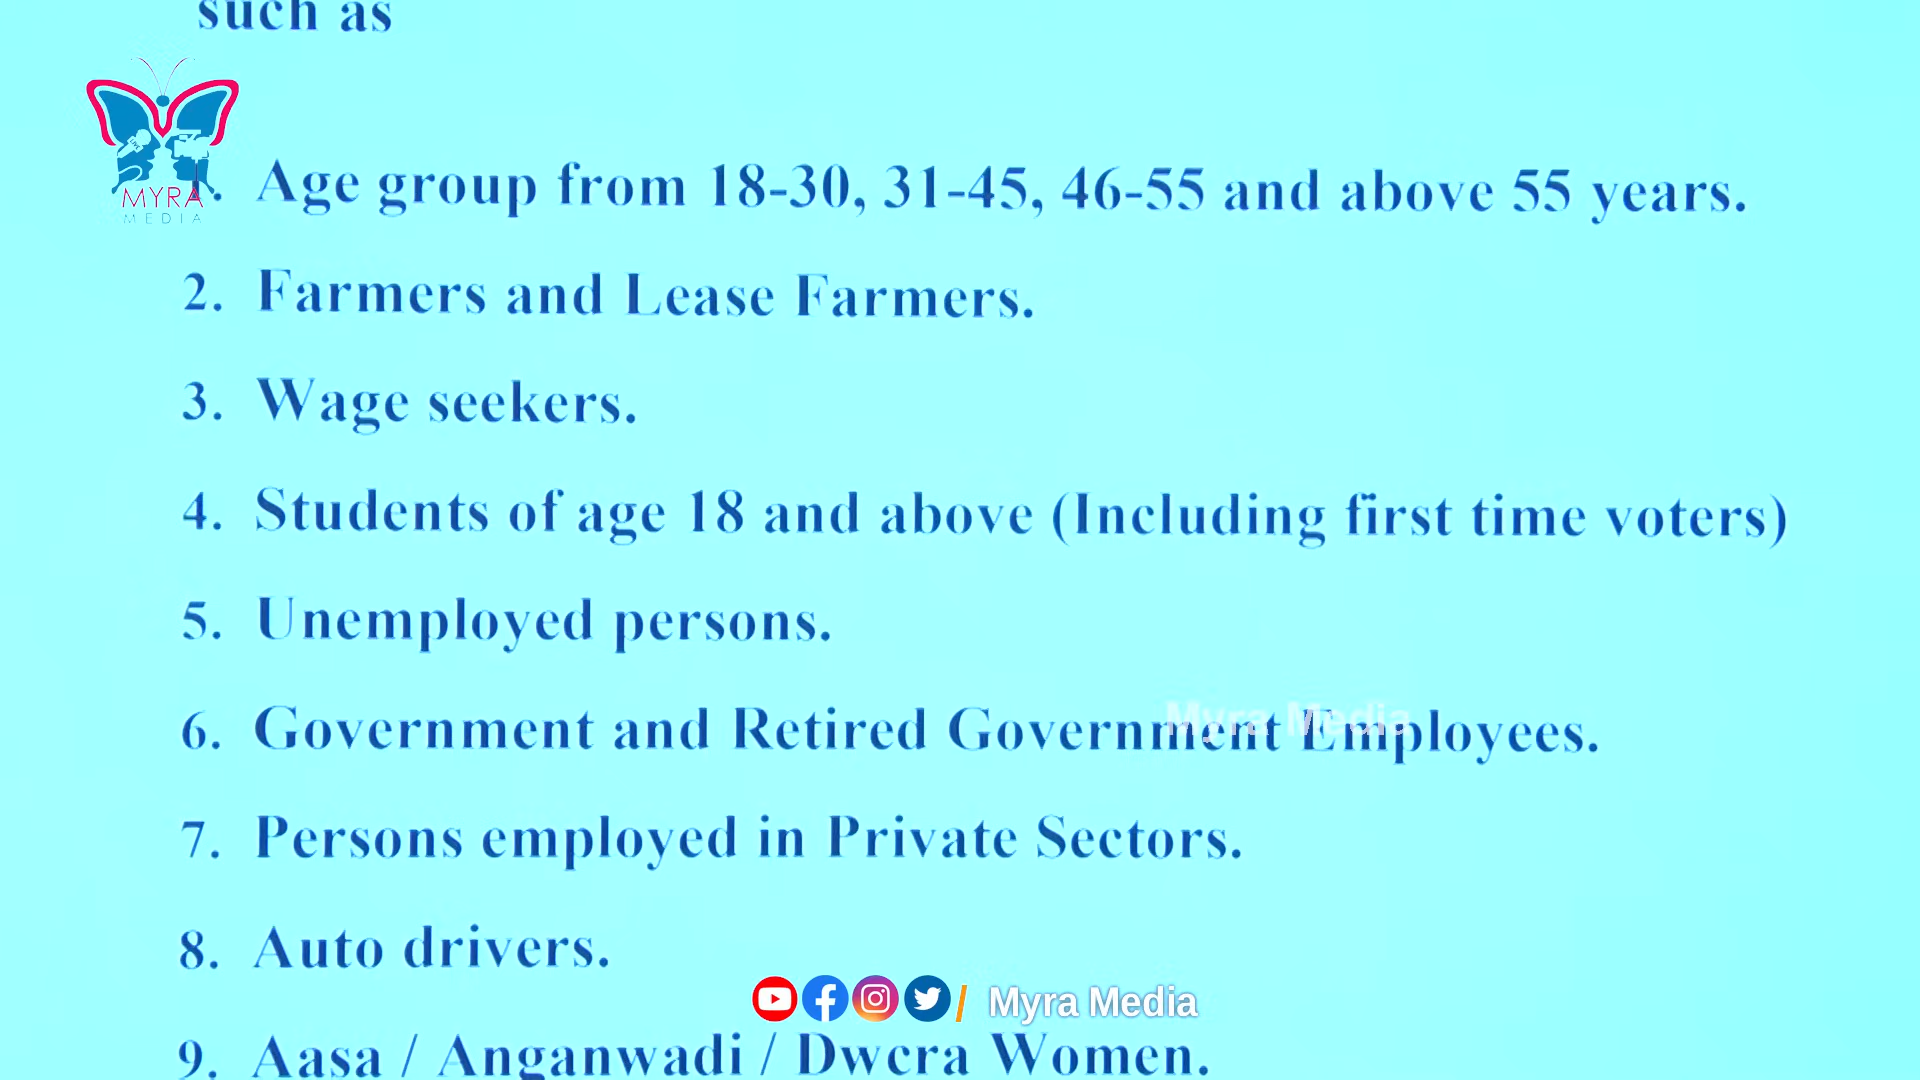 such as
MYRA
MEDIA
1. Age group from 18-30, 31-45, 46-55 and above 55 years.
2. Farmers and Lease Farmers.
3. Wage seekers.
4. Students of age 18 and above (Including first time voters)
5. Unemployed persons.
6. Government and Retired Government Employees.
Myra Media
7. Persons employed in Private Sectors.
8. Auto drivers.
/ Myra Media
9. Aasa / Anganwadi / Dwcra Women.